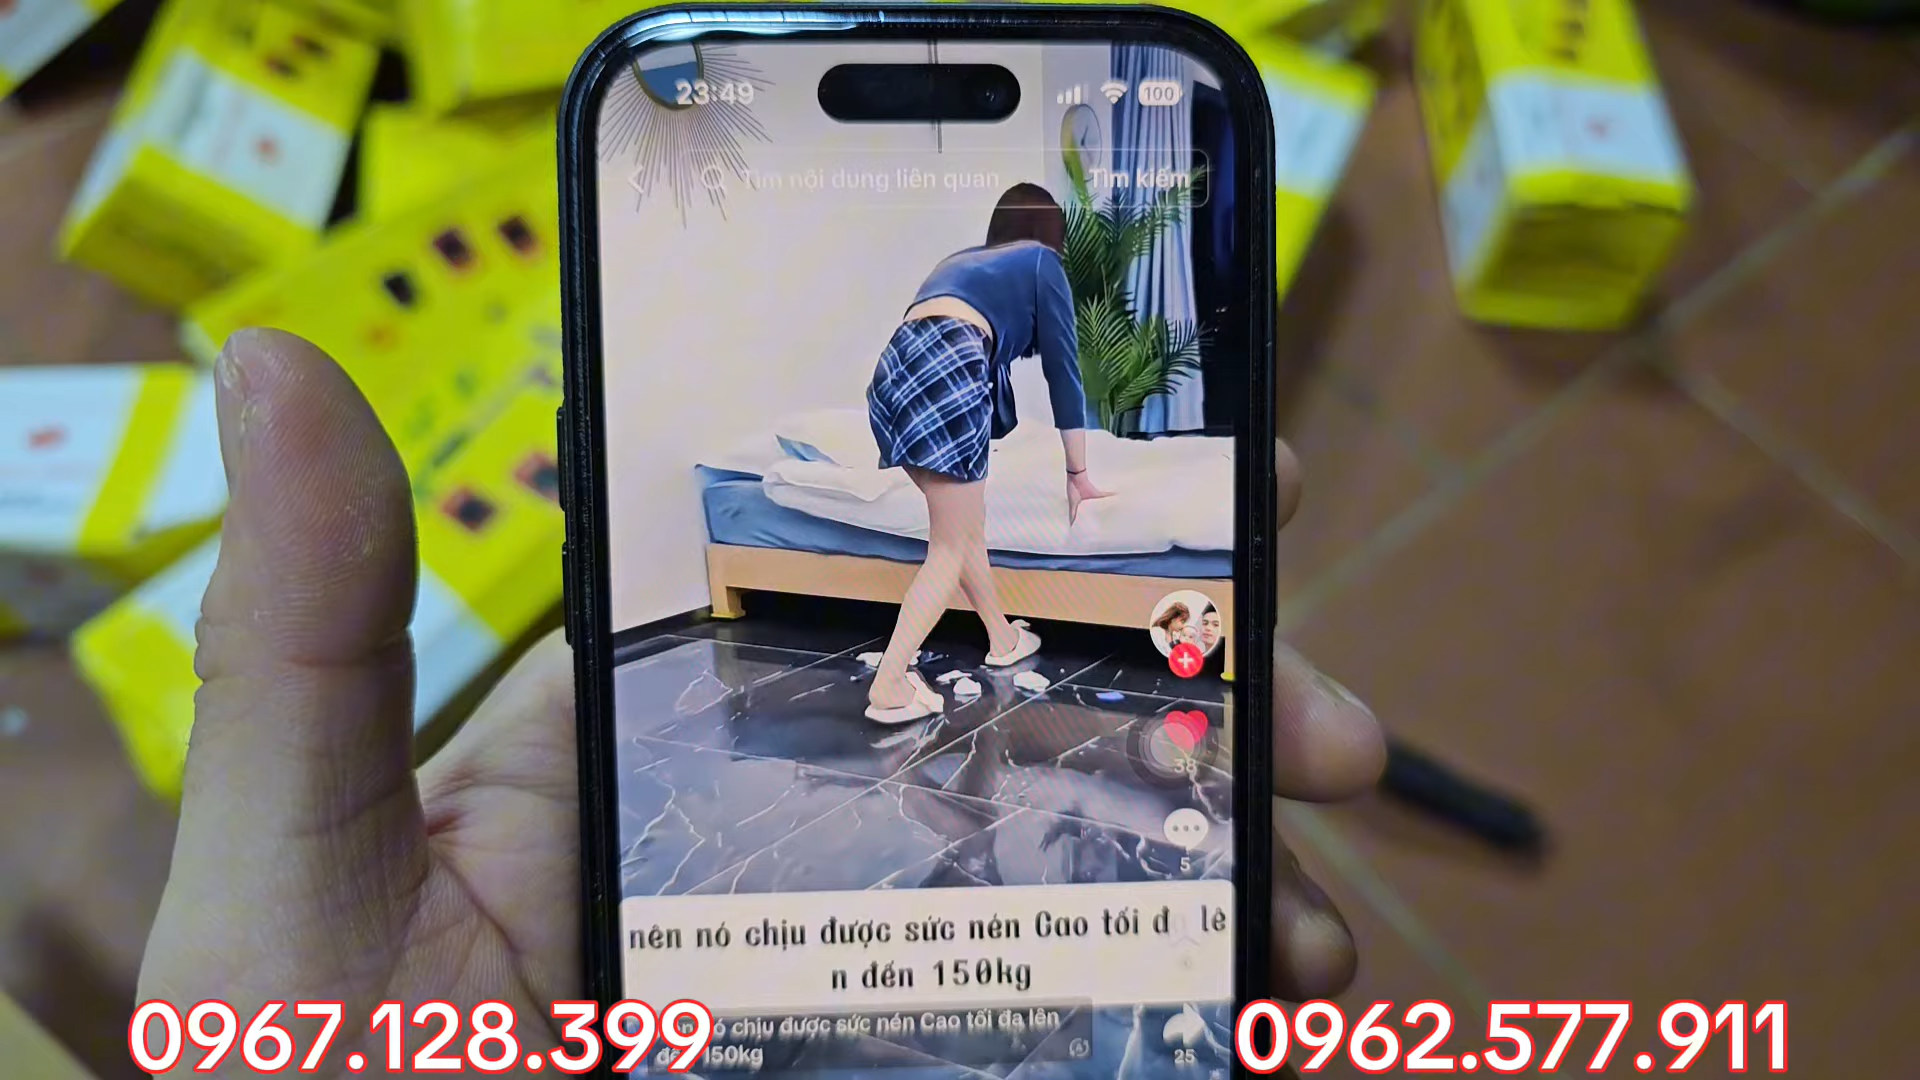 23:49
100
Tìm nội dung liên quan
Tìm kiếm
38
5
nên nó chịu được sức nén Cao tối đ lê
n đến 150kg
ó chịu được sức nén Cao tối đa lên
150kg
25
0967.128.399
0962.577.911